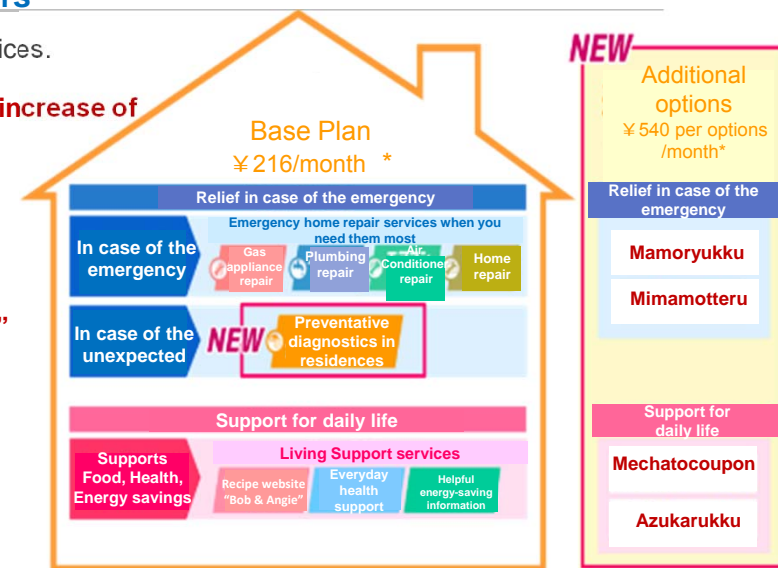 ices.
increase of
”
Base Plan
￥216/month *
Relief in case of the emergency
In case of the
emergency
Emergency home repair services when you
need them most
Gas
appliance
repair
Plumbing
repair
Air
Conditioner
repair
Home
repair
In case of the
unexpected
NEW
Preventative
diagnostics in
residences
Support for daily life
Supports
Food, Health,
Energy savings
Living Support services
Recipe website
“Bob & Angie”
Everyday
health
support
Helpful
energy-saving
information
NEW
Additional
options
￥540 per options
/month*
Relief in case of the
emergency
Mamoryukku
Mimamotteru
Support for
daily life
Mechatocoupon
Azukarukku